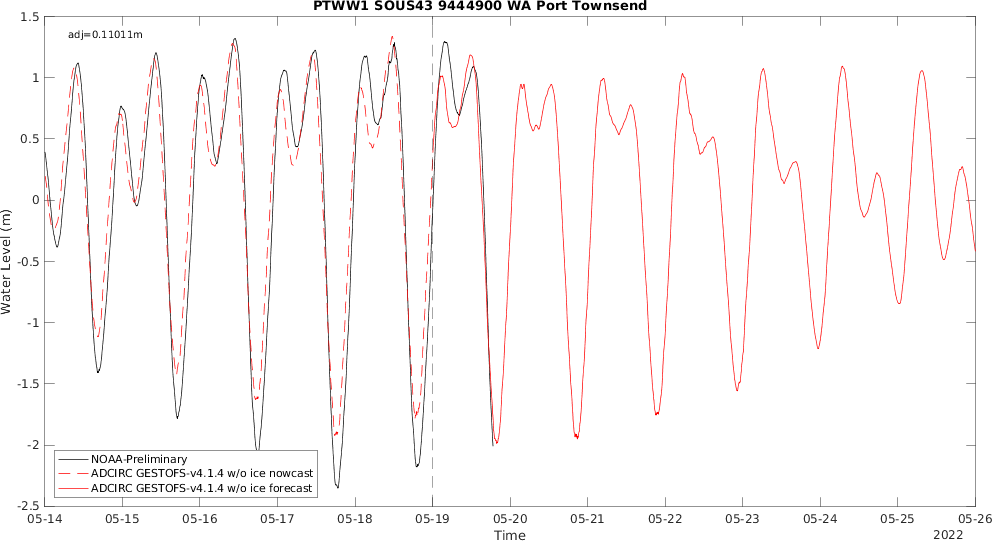 PTWW1 SOUS43 9444900 WA Port Townsend
adj=0.11011m
1.5
1
0.5
0
-0.5
-1
-1.5
-2
-2.5
Water Level (m)
NOAA-Preliminary
ADCIRC GESTOFS-v4.1.4 w/o ice nowcast
ADCIRC GESTOFS-v4.1.4 w/o ice forecast
05-14 05-15 05-16 05-17 05-18 05-19 05-20 05-21 05-22 05-23 05-24 05-25 05-26
Time
2022